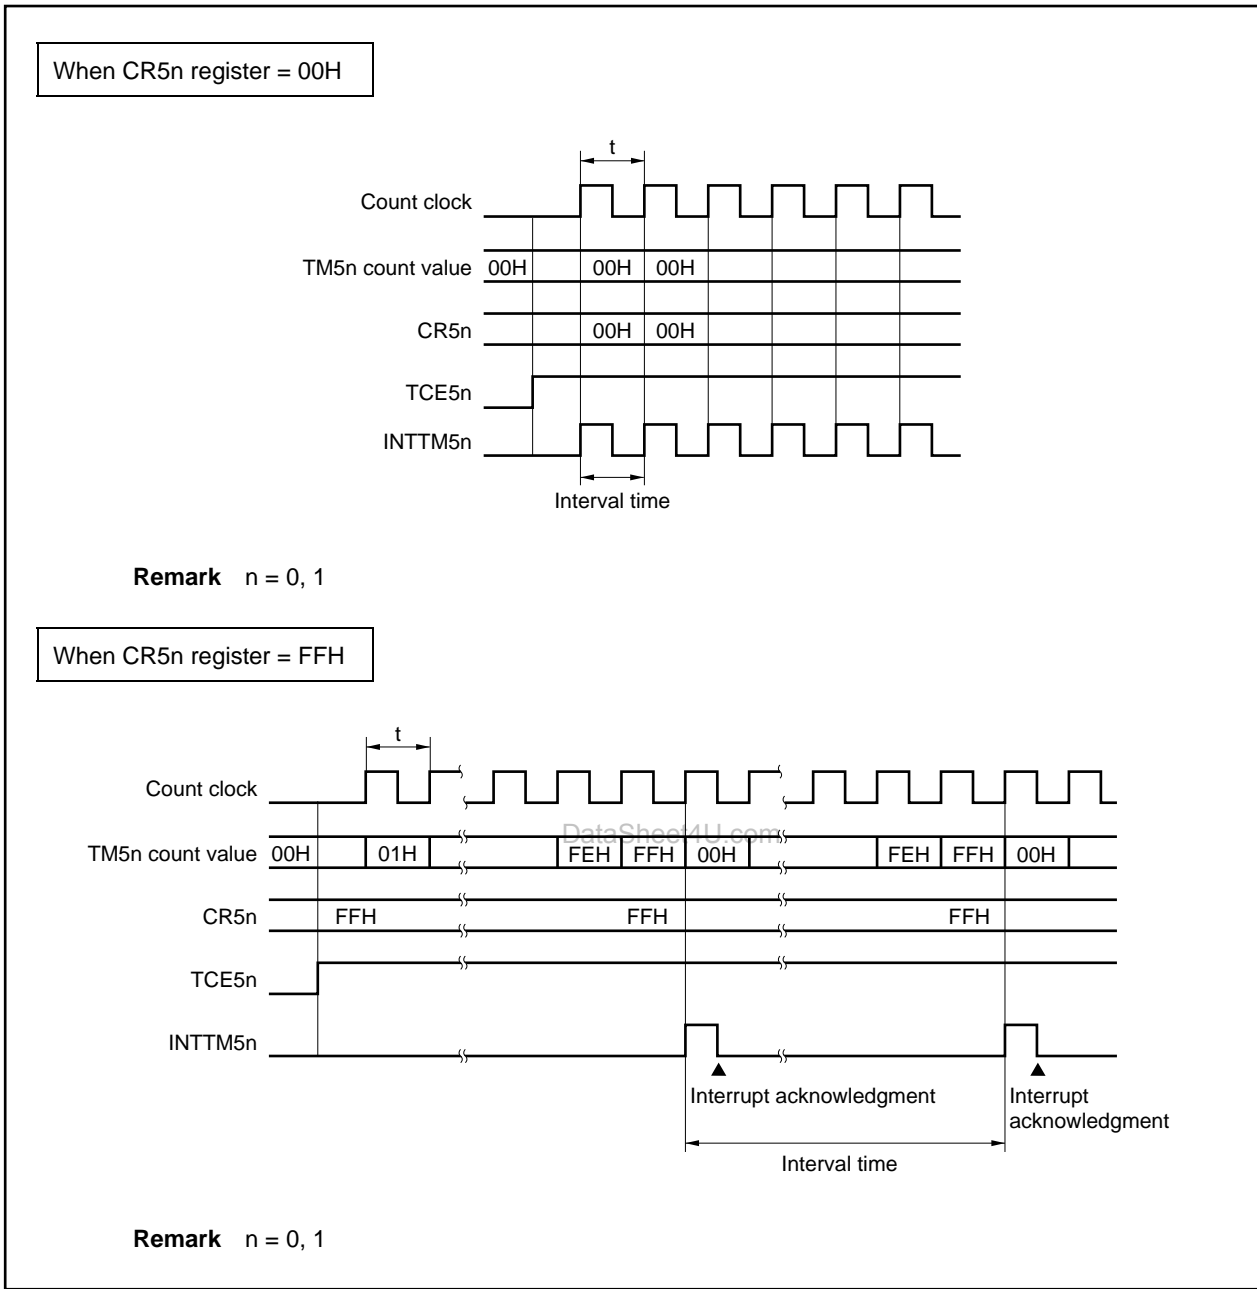 When CR5n register = 00H
t
Count clock
TM5n count value 00H 00H 00H
CR5n 00H 00H
TCE5n
INTTM5n
Interval time
Remark n = 0, 1
When CR5n register = FFH
t
Count clock
DataSheet4U.com
TM5n count value 00H 01H FEH FFH 00H FEH FFH 00H
CR5n FFH FFH FFH
TCE5n
INTTM5n
Interrupt acknowledgment Interrupt
acknowledgment
Interval time
Remark n = 0, 1